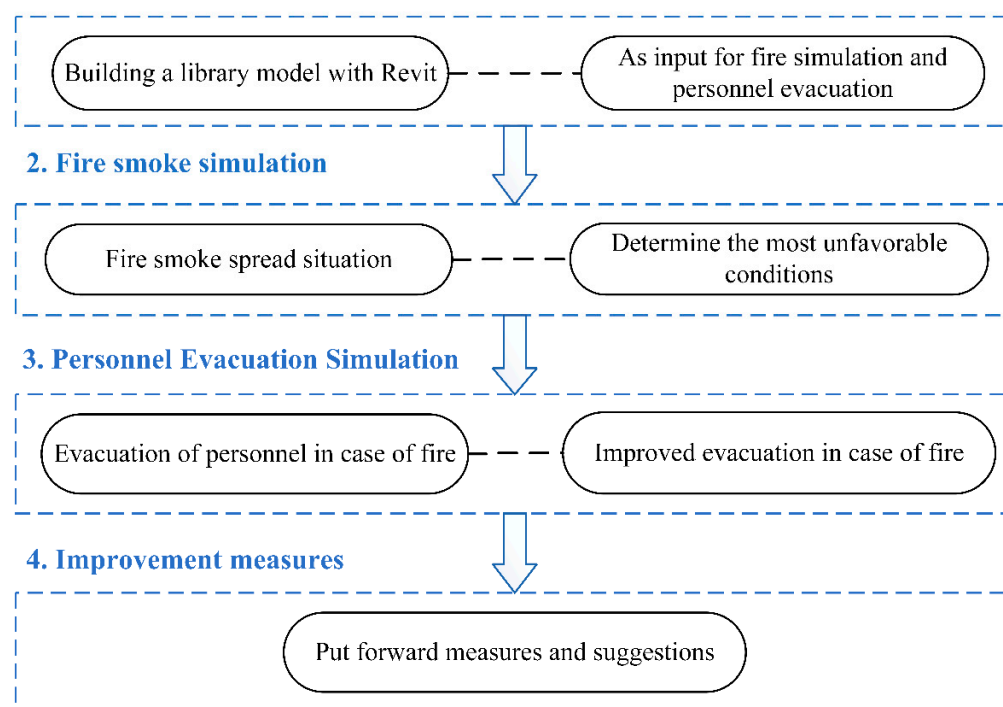 Building a library model with Revit
As input for fire simulation and
personnel evacuation
2. Fire smoke simulation
Fire smoke spread situation
Determine the most unfavorable
conditions
3. Personnel Evacuation Simulation
Evacuation of personnel in case of fire
Improved evacuation in case of fire
4. Improvement measures
Put forward measures and suggestions